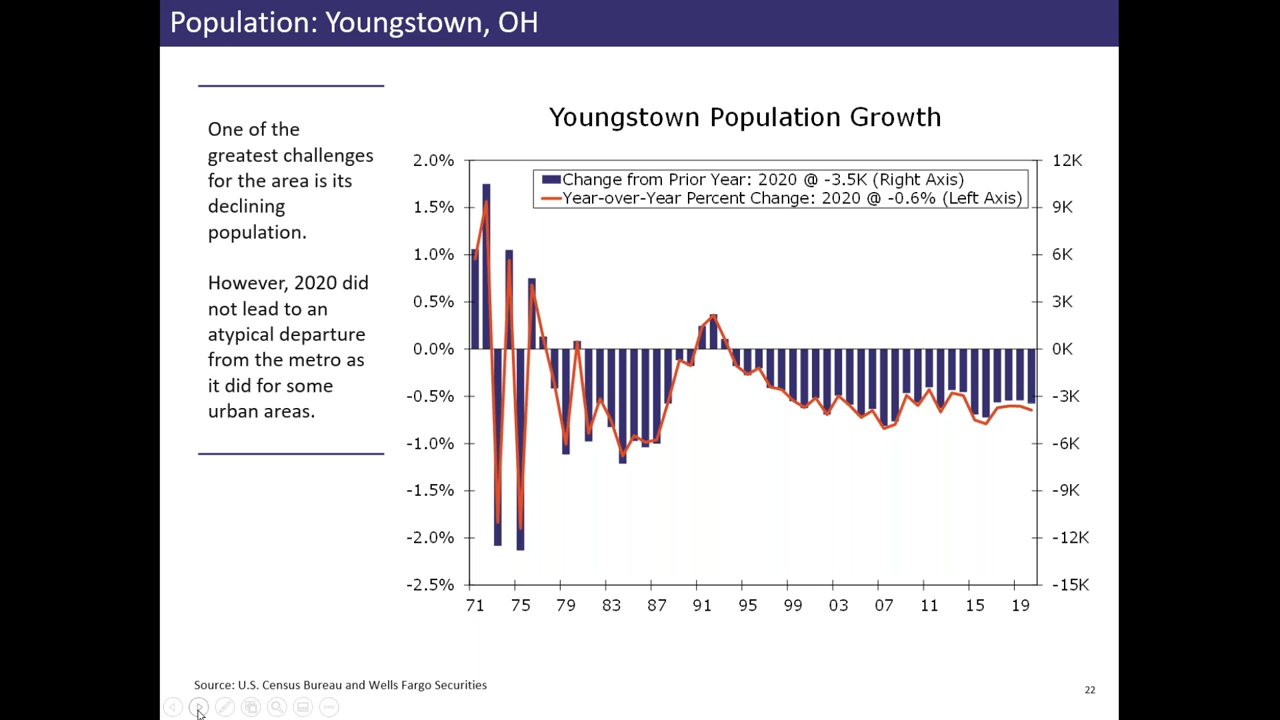 Population: Youngstown, OH
One of the
greatest challenges
for the area is its
declining
population.
However, 2020 did
not lead to an
atypical departure
from the metro as
it did for some
urban areas.
Youngstown Population Growth
Change from Prior Year: 2020 @ -3.5K (Right Axis)
Year-over-Year Percent Change: 2020 @ -0.6% (Left Axis)
2.0%
1.5%
1.0%
0.5%
0.0%
-0.5%
-1.0%
-1.5%
-2.0%
-2.5%
12K
9K
6K
3K
0K
-3K
-6K
-9K
-12K
-15K
71 75 79 83 87 91 95 99 03 07 11 15 19
Source: U.S. Census Bureau and Wells Fargo Securities
22